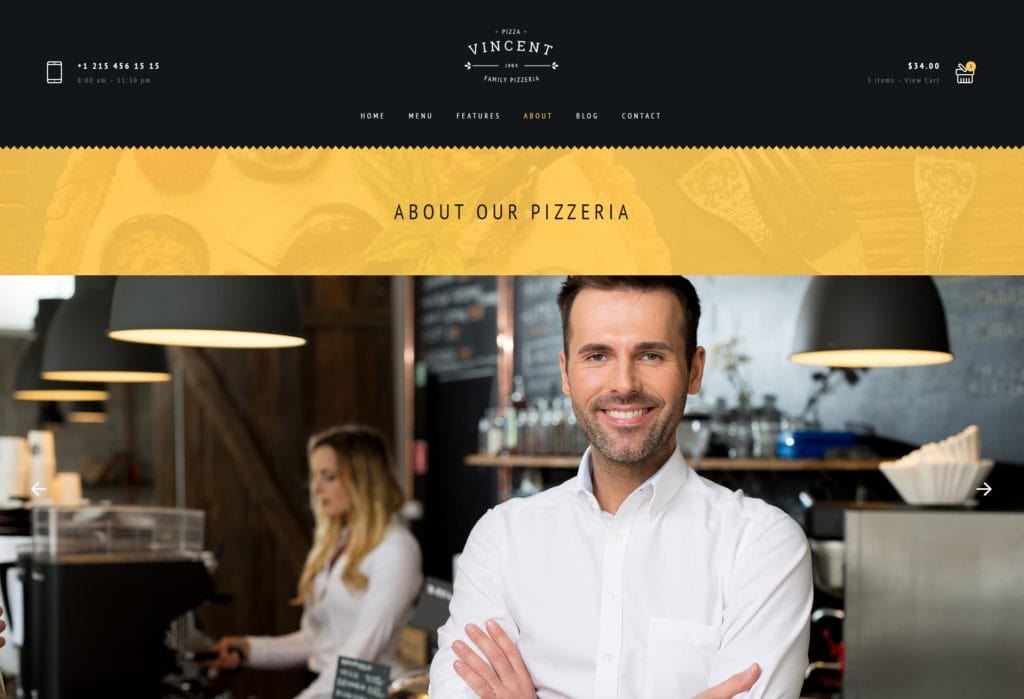 - PIZZA -
VINCENT
1964
FAMILY PIZZERIA
+1 215 456 15 15
8:00 am – 11:30 pm
$34.00
3 items - View Cart
3
HOME MENU FEATURES ABOUT BLOG CONTACT
ABOUT OUR PIZZERIA